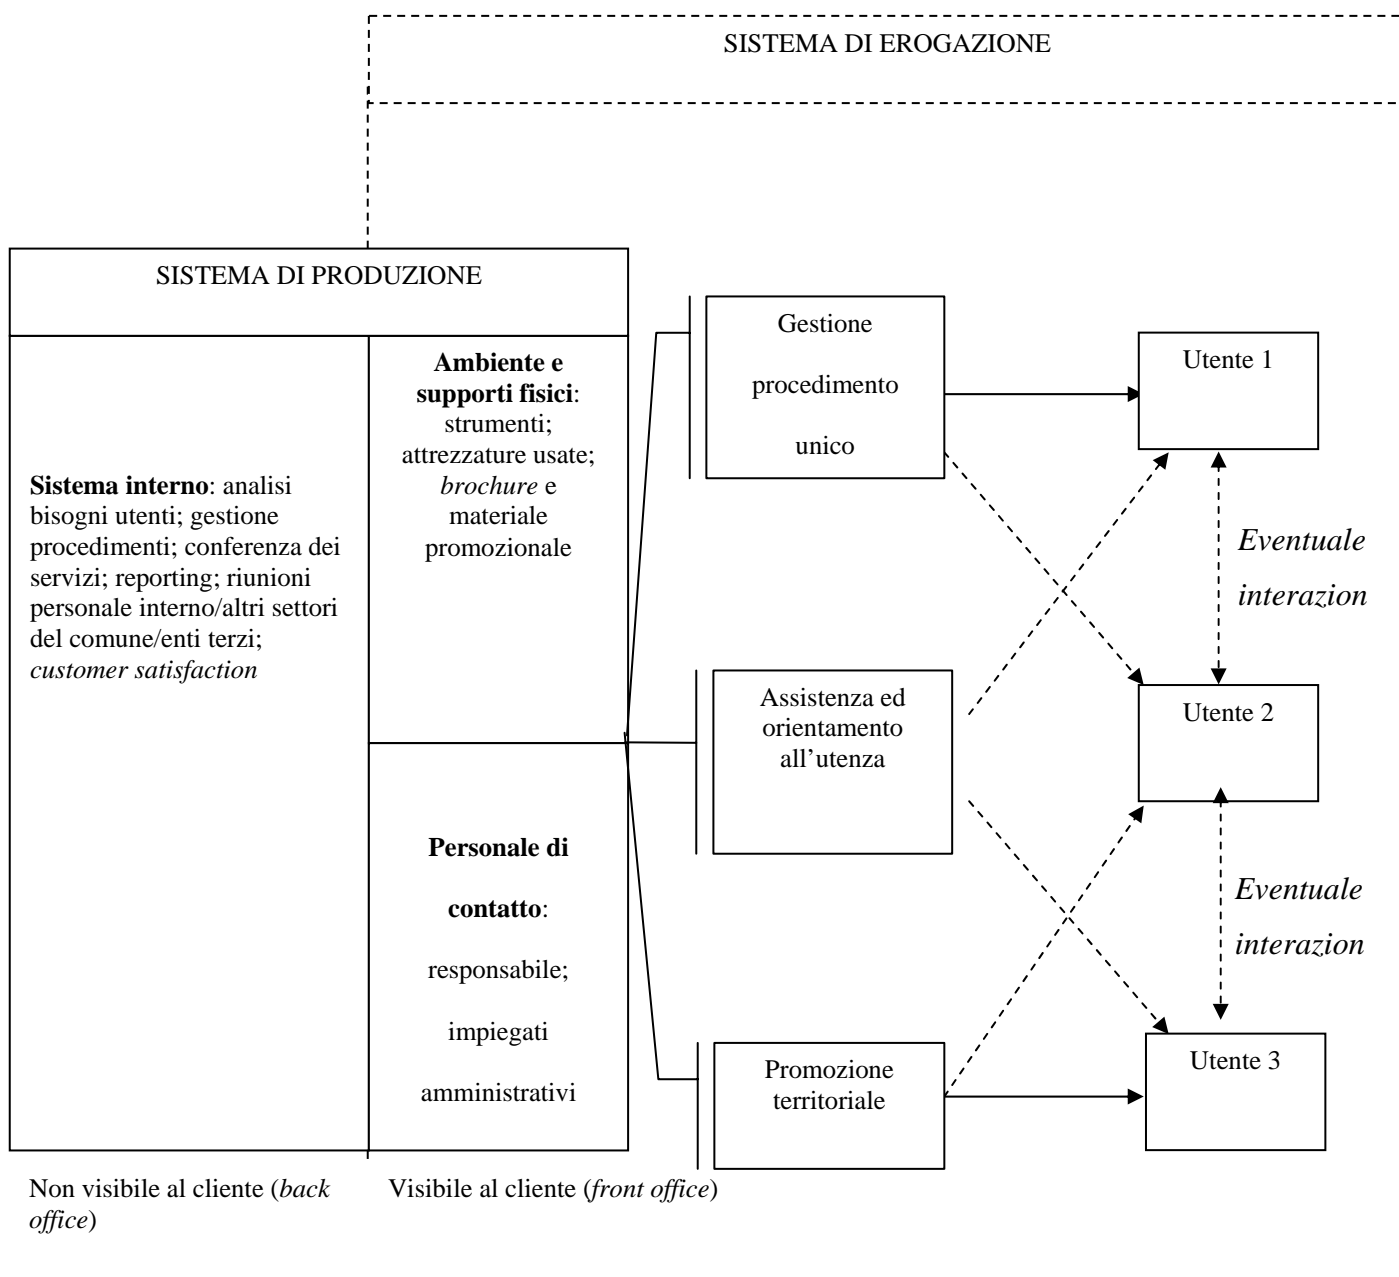 SISTEMA DI EROGAZIONE
SISTEMA DI PRODUZIONE
Sistema interno: analisi
bisogni utenti; gestione
procedimenti; conferenza dei
servizi; reporting; riunioni
personale interno/altri settori
del comune/enti terzi;
customer satisfaction
Ambiente e
supporti fisici:
strumenti;
attrezzature usate;
brochure e
materiale
promozionale
Personale di
contatto:
responsabile;
impiegati
amministrativi
Gestione
procedimento
unico
Assistenza ed
orientamento
all’utenza
Promozione
territoriale
Utente 1
Eventuale
interazion
Utente 2
Eventuale
interazion
Utente 3
Non visibile al cliente (back
office)
Visibile al cliente (front office)